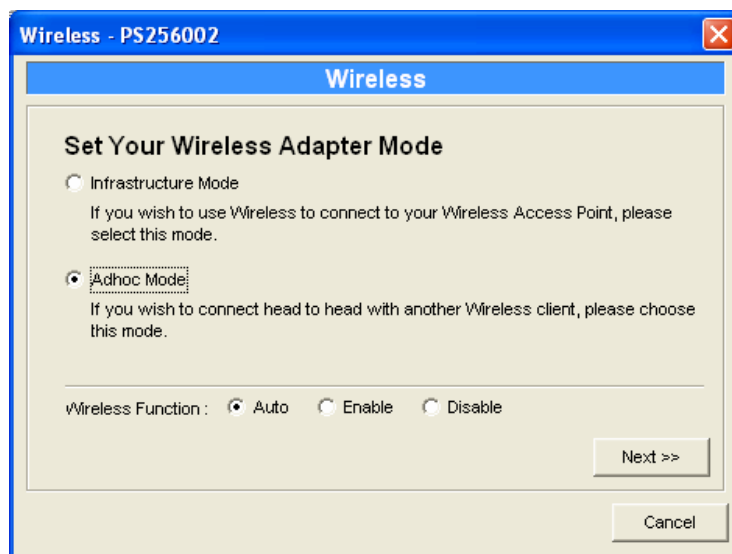 Wireless - PS256002
Wireless
Set Your Wireless Adapter Mode
Infrastructure Mode
If you wish to use Wireless to connect to your Wireless Access Point, please
select this mode.
Adhoc Mode
If you wish to connect head to head with another Wireless client, please choose
this mode.
Wireless Function : Auto Enable Disable
Next >>
Cancel